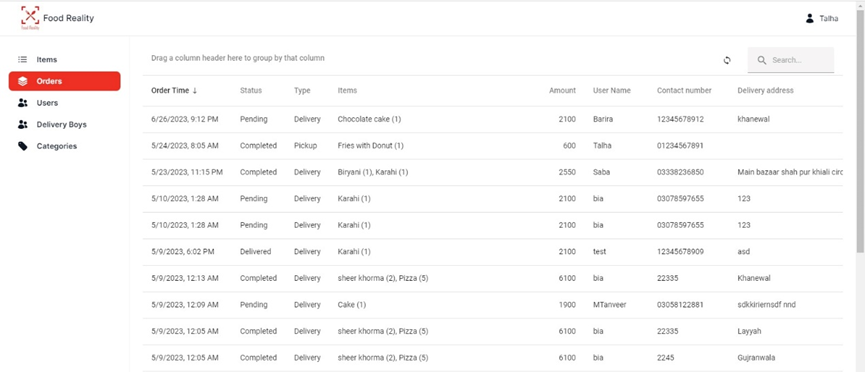 Food Reality
Food Reality
Talha
Items
Orders
Users
Delivery Boys
Categories
Drag a column header here to group by that column
Search...
Order Time ↓ Status Type Items Amount User Name Contact number Delivery address
6/26/2023, 9:12 PM Pending Delivery Chocolate cake (1) 2100 Barira 12345678912 khanewal
5/24/2023, 8:05 AM Completed Pickup Fries with Donut (1) 600 Talha 01234567891
5/23/2023, 11:15 PM Completed Delivery Biryani (1), Karahi (1) 2550 Saba 03338236850 Main bazaar shah pur khiali circ
5/10/2023, 1:28 AM Pending Delivery Karahi (1) 2100 bia 03078597655 123
5/10/2023, 1:28 AM Pending Delivery Karahi (1) 2100 bia 03078597655 123
5/9/2023, 6:02 PM Delivered Delivery Karahi (1) 2100 test 12345678909 asd
5/9/2023, 12:13 AM Completed Delivery sheer khorma (2), Pizza (5) 6100 bia 22335 Khanewal
5/9/2023, 12:09 AM Pending Delivery Cake (1) 1900 MTanveer 03058122881 sdkkiriernsdf nnd
5/9/2023, 12:05 AM Completed Delivery sheer khorma (2), Pizza (5) 6100 bia 22335 Layyah
5/9/2023, 12:05 AM Completed Delivery sheer khorma (2), Pizza (5) 6100 bia 2245 Gujranwala